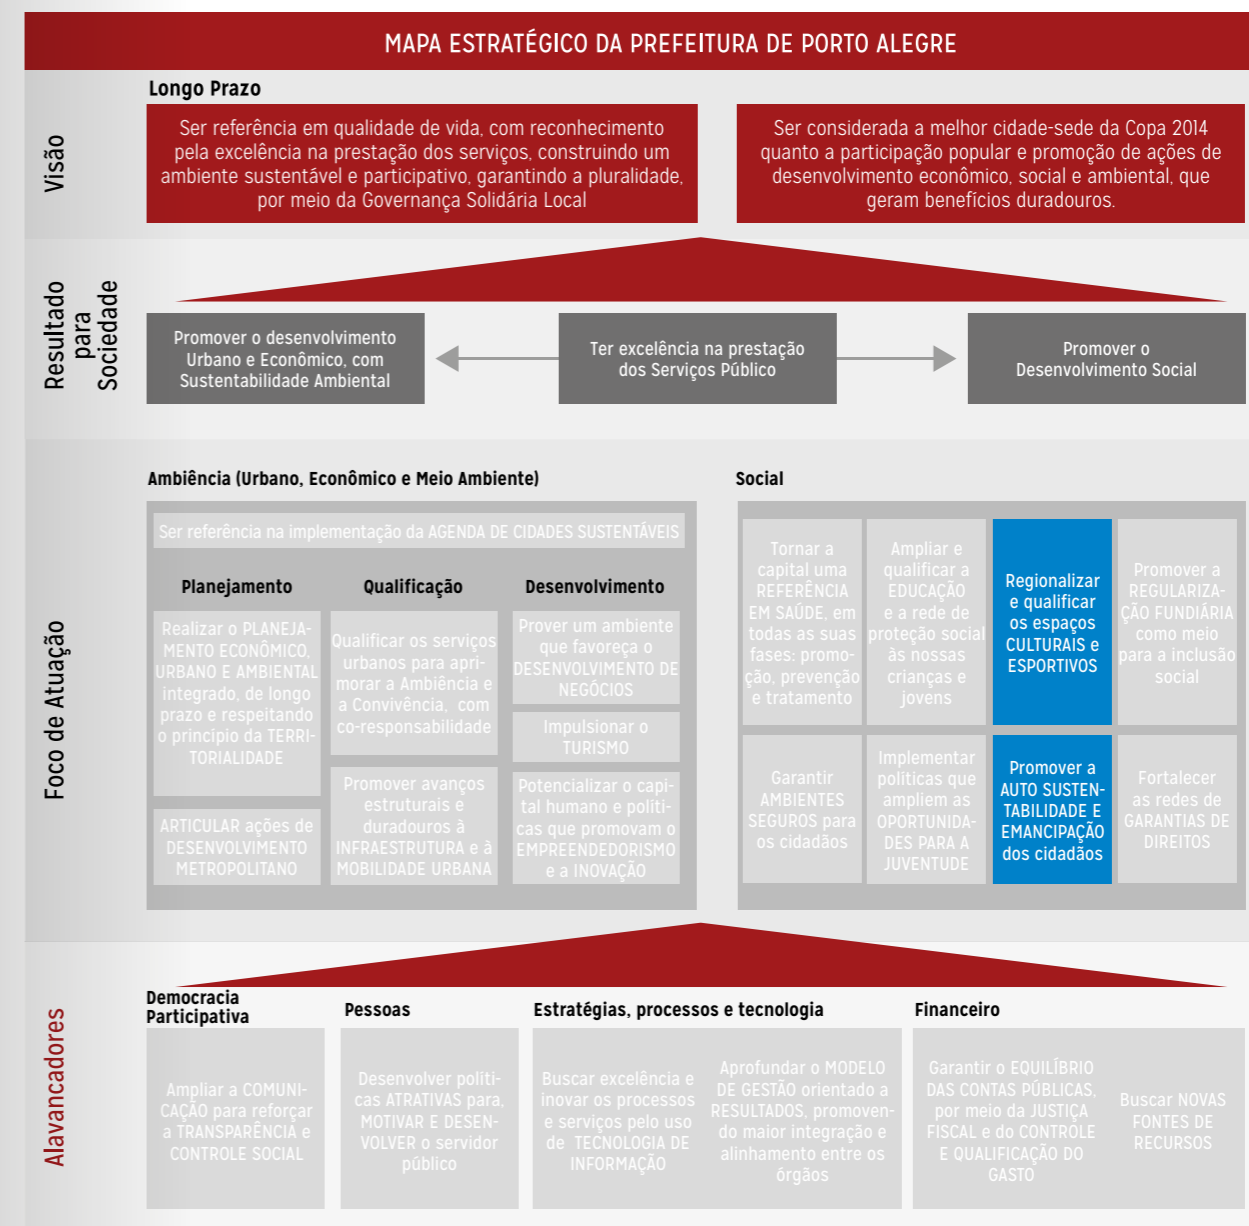 MAPA ESTRATÉGICO DA PREFEITURA DE PORTO ALEGRE
Visão
Longo Prazo
Ser referência em qualidade de vida, com reconhecimento
pela excelência na prestação dos serviços, construindo um
ambiente sustentável e participativo, garantindo a pluralidade,
por meio da Governança Solidária Local
Ser considerada a melhor cidade-sede da Copa 2014
quanto a participação popular e promoção de ações de
desenvolvimento econômico, social e ambiental, que
geram benefícios duradouros.
Resultado
para
Sociedade
Promover o desenvolvimento
Urbano e Econômico, com
Sustentabilidade Ambiental
Ter excelência na prestação
dos Serviços Público
Promover o
Desenvolvimento Social
Foco de Atuação
Ambiência (Urbano, Econômico e Meio Ambiente)
Ser referência na implementação da AGENDA DE CIDADES SUSTENTÁVEIS
Planejamento
Realizar o PLANEJA-
MENTO ECONÔMICO,
URBANO E AMBIENTAL
integrado, de longo
prazo e respeitando
o principio da TERRI-
TORIALIDADE
ARTICULAR ações de
DESENVOLVIMENTO
METROPOLITANO
Qualificação
Qualificar os serviços
urbanos para apri-
morar a Ambiência e
a Convivência, com
co-responsabilidade
Promover avanços
estruturais e
duradouros à
INFRAESTRUTURA e à
MOBILIDADE URBANA
Desenvolvimento
Prover um ambiente
que favoreça o
DESENVOLVIMENTO DE
NEGÓCIOS
Impulsionar o
TURISMO
Potencializar o capi-
tal humano e politi-
cas que promovam o
EMPREENDEDORISMO
e a INOVAÇÃO
Social
Tornar a
capital uma
REFERÊNCIA
EM SAÚDE, em
todas as suas
fases: promo-
ção, prevenção
e tratamento
Ampliar e
qualificar a
EDUCAÇÃO
e a rede de
proteção social
às nossas
crianças e
jovens
Regionalizar
e qualificar
os espaços
CULTURAIS e
ESPORTIVOS
Promover a
REGULARIZA-
ÇÃO FUNDIÁRIA
como meio
para a inclusão
social
Garantir
AMBIENTES
SEGUROS para
os cidadãos
Implementar
politicas que
ampliem as
OPORTUNIDA-
DES PARA A
JUVENTUDE
Promover a
AUTO SUSTEN-
TABILIDADE E
EMANCIPAÇÃO
dos cidadãos
Fortalecer
as redes de
GARANTIAS DE
DIREITOS
Alavancadores
Democracia
Participativa
Ampliar a COMUNI-
CAÇÃO para reforçar
a TRANSPARÊNCIA e
CONTROLE SOCIAL
Pessoas
Desenvolver politi-
cas ATRATIVAS para,
MOTIVAR E DESEN-
VOLVER o servidor
público
Estratégias, processos e tecnologia
Buscar excelência e
inovar os processos
e serviços pelo uso
de TECNOLOGIA DE
INFORMAÇÃO
Aprofundar o MODELO
DE GESTÃO orientado a
RESULTADOS, promoven-
do maior integração e
alinhamento entre os
órgãos
Financeiro
Garantir o EQUILÍBRIO
DAS CONTAS PÚBLICAS,
por meio da JUSTIÇA
FISCAL e do CONTROLE
E QUALIFICAÇÃO DO
GASTO
Buscar NOVAS
FONTES DE
RECURSOS